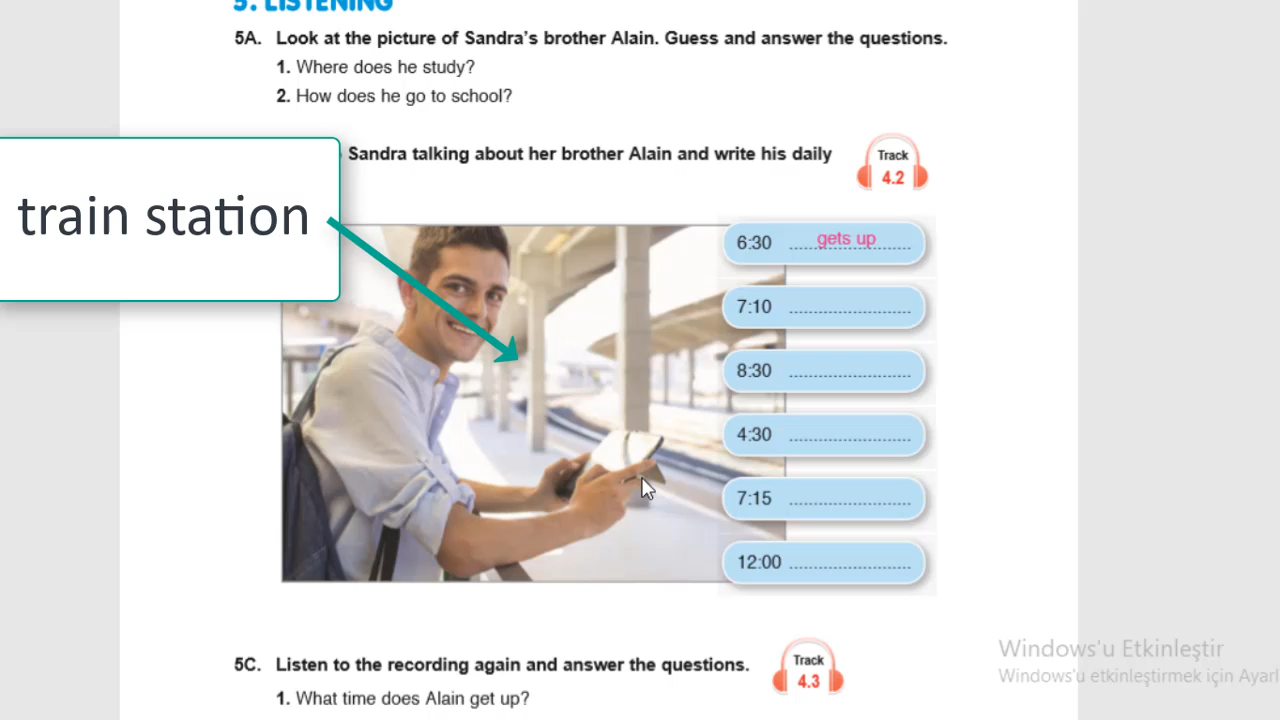 5. LISTENING
5A. Look at the picture of Sandra's brother Alain. Guess and answer the questions.
1. Where does he study?
2. How does he go to school?
Sandra talking about her brother Alain and write his daily
Track
4.2
train station
6:30 gets up
7:10 ........................
8:30 ........................
4:30 ........................
7:15 ........................
12:00 ........................
5C. Listen to the recording again and answer the questions.
Track
4.3
1. What time does Alain get up?
Windows'u Etkinleştir
Windows'u etkinleştirmek için Ayarl